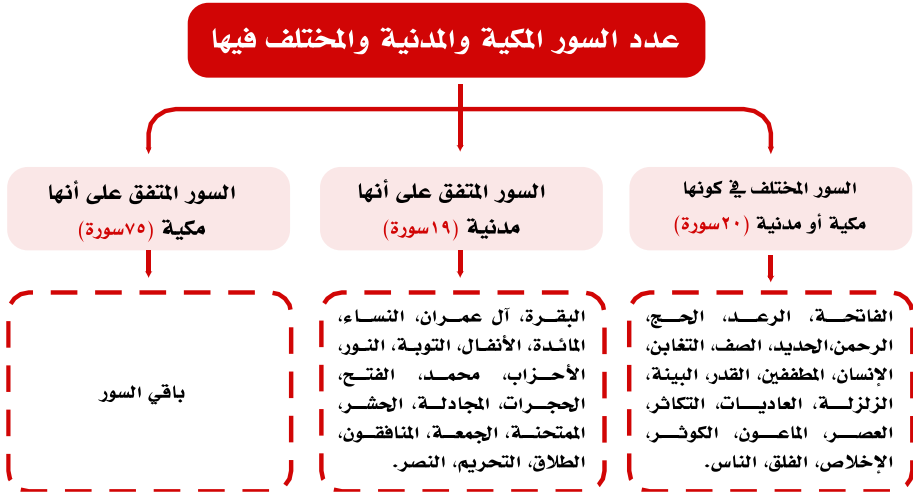 عدد السور المكية والمدنية والمختلف فيها
السور المختلف في كونها
مكية أو مدنية (٢٠سورة)
الفاتحة، الرعد، الحج،
الرحمن،الحديد، الصف، التغابن،
الإنسان، المطففين، القدر، البينة،
الزلزلة، العاديات، التكاثر،
العصر، الماعون، الكوثر،
الإخلاص، الفلق، الناس.
السور المتفق على أنها
مدنية (١٩سورة)
البقرة، آل عمران، النساء،
المائدة، الأنفال، التوبة، النور،
الأحزاب، محمد، الفتح،
الحجرات، المجادلة، الحشر،
الممتحنة، الجمعة، المنافقون،
الطلاق، التحريم، النصر.
السور المتفق على أنها
مكية (٧٥سورة)
باقي السور